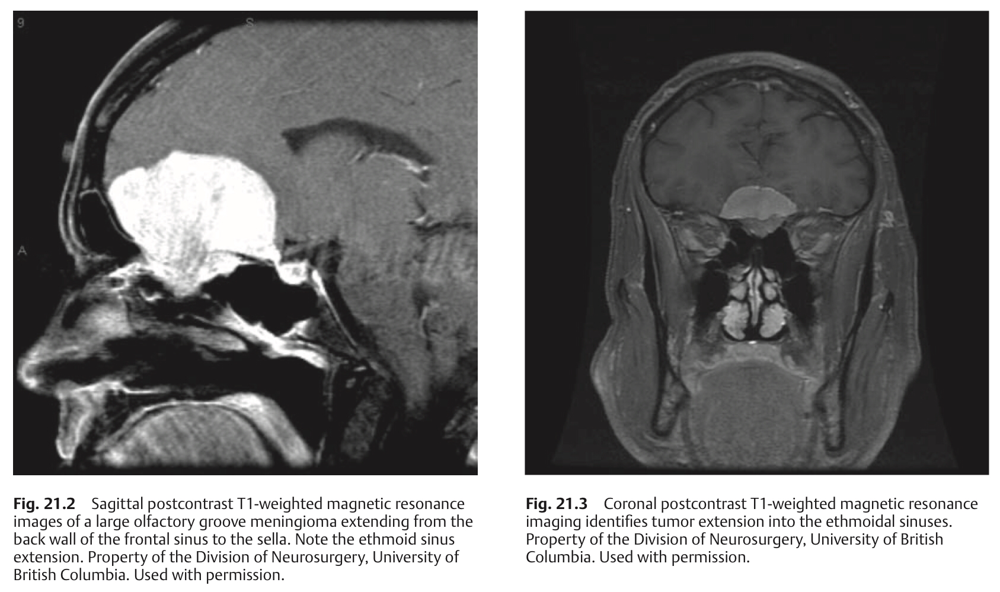 9
S
A
Fig. 21.2 Sagittal postcontrast T1-weighted magnetic resonance
images of a large olfactory groove meningioma extending from the
back wall of the frontal sinus to the sella. Note the ethmoid sinus
extension. Property of the Division of Neurosurgery, University of
British Columbia. Used with permission.
Fig. 21.3 Coronal postcontrast T1-weighted magnetic resonance
imaging identifies tumor extension into the ethmoidal sinuses.
Property of the Division of Neurosurgery, University of British
Columbia. Used with permission.